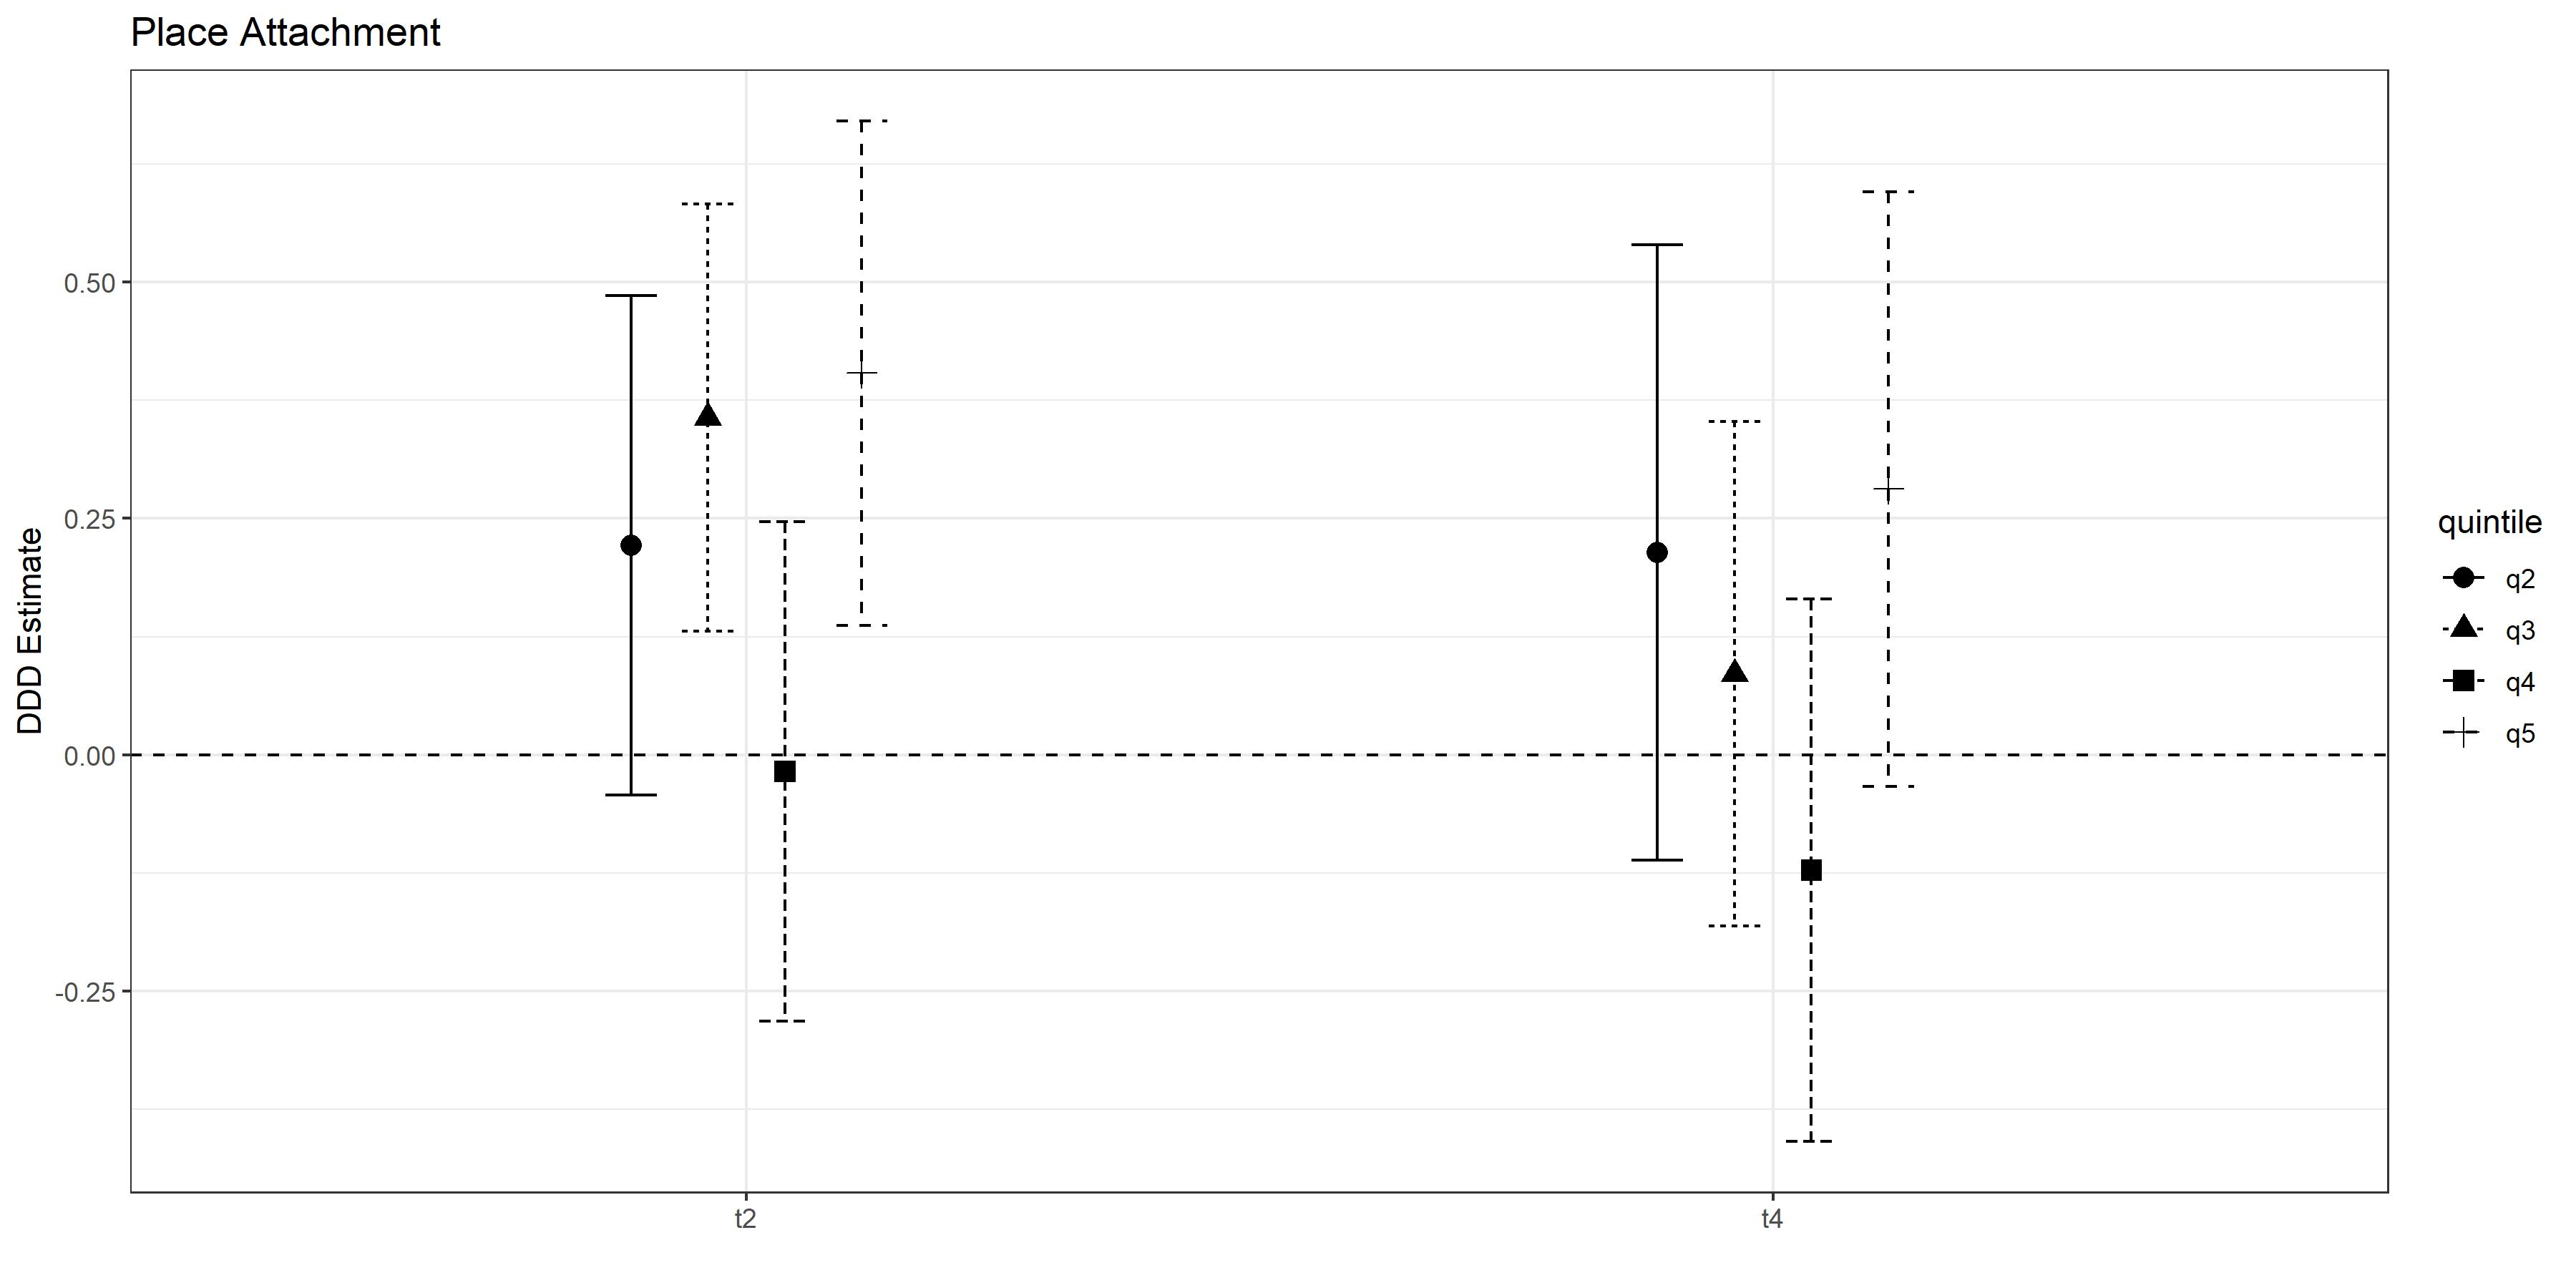 Place Attachment
DDD Estimate
0.50
0.25
0.00
-0.25
t2
t4
quintile
q2
q3
q4
q5